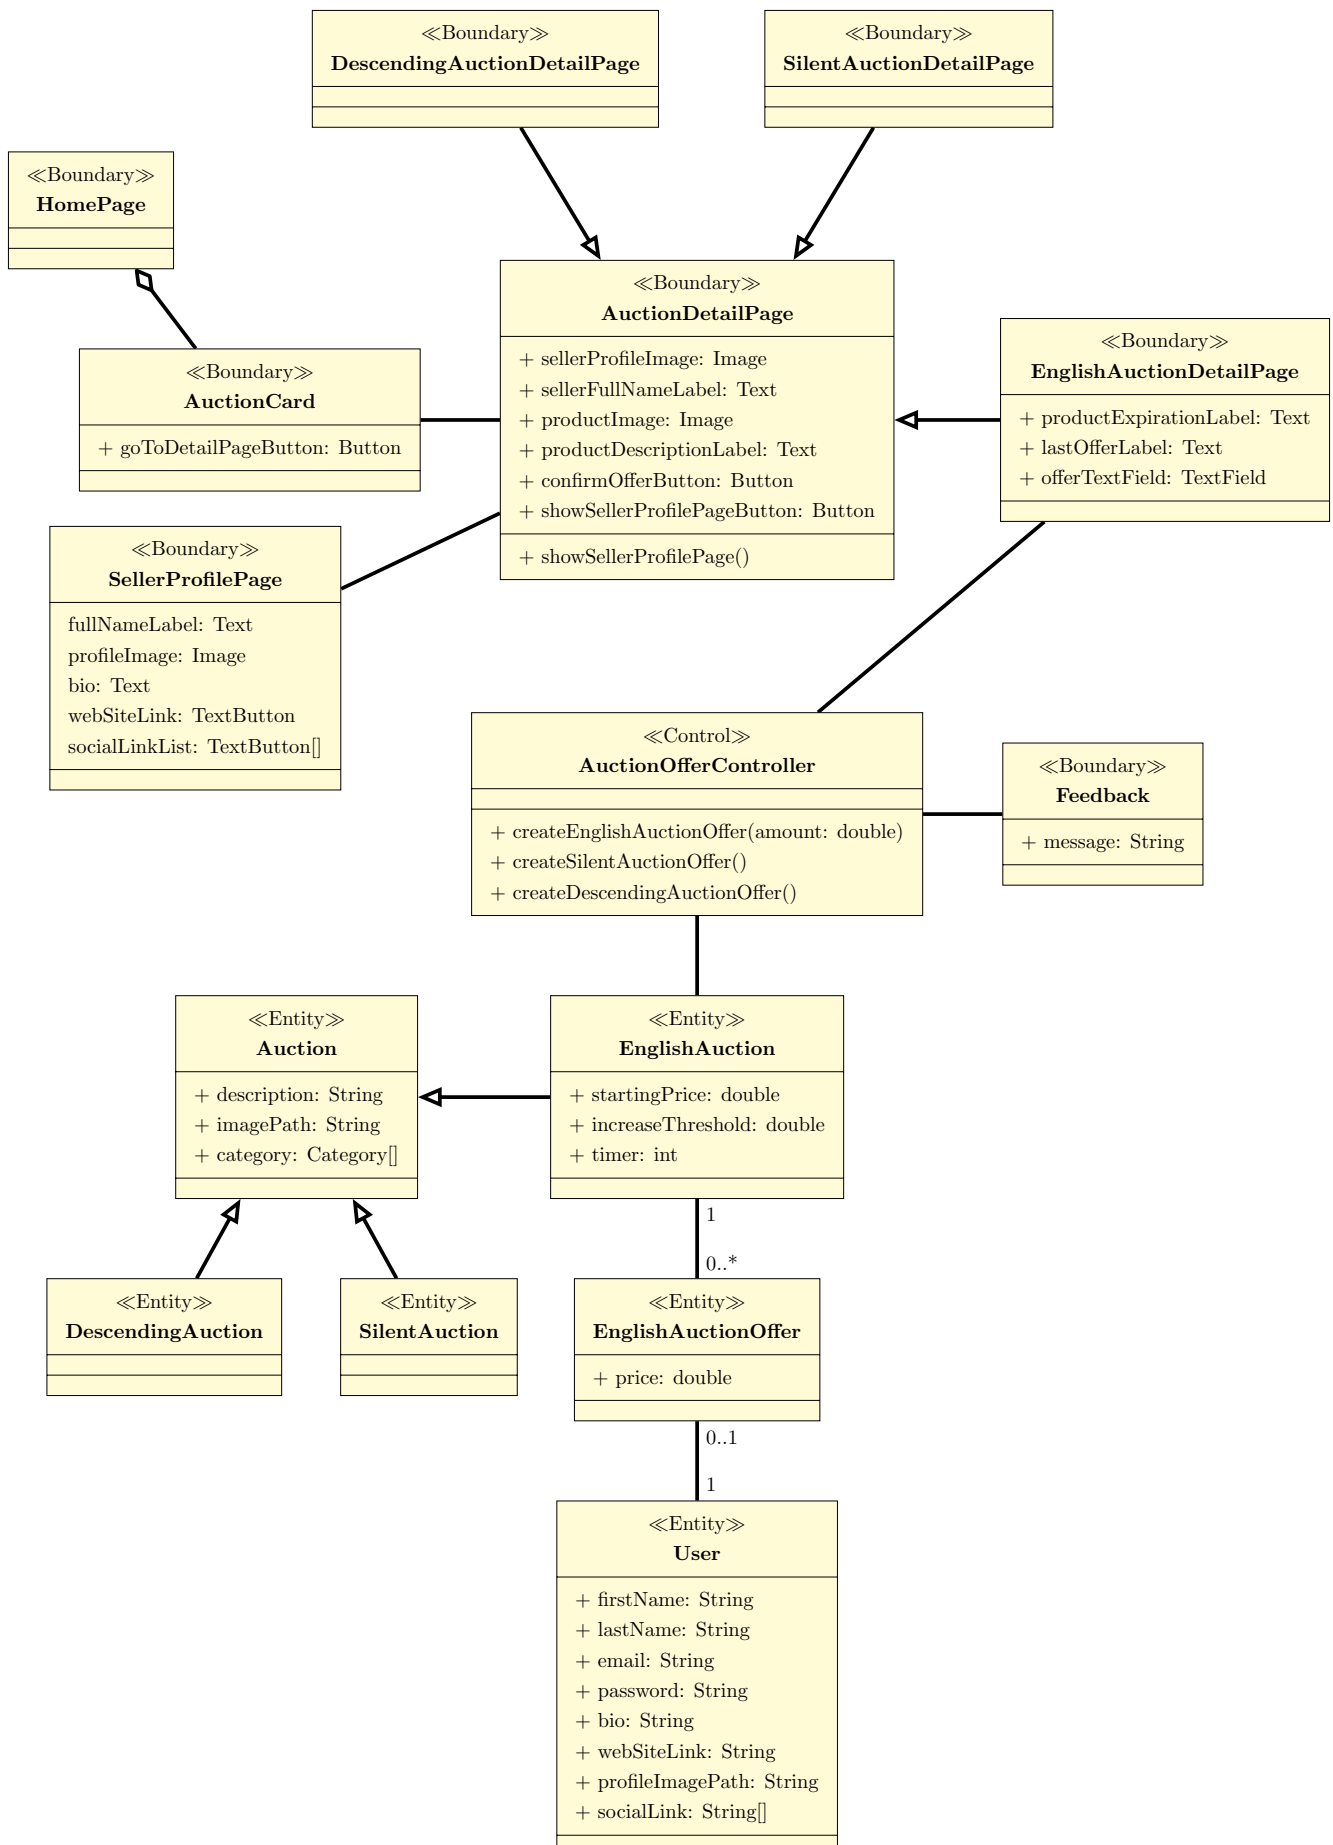 ≪Boundary≫
DescendingAuctionDetailPage
≪Boundary≫
SilentAuctionDetailPage
≪Boundary≫
HomePage
≪Boundary≫
AuctionDetailPage
+ sellerProfileImage: Image
+ sellerFullNameLabel: Text
+ productImage: Image
+ productDescriptionLabel: Text
+ confirmOfferButton: Button
+ showSellerProfilePageButton: Button
+ showSellerProfilePage()
≪Boundary≫
EnglishAuctionDetailPage
+ productExpirationLabel: Text
+ lastOfferLabel: Text
+ offerTextField: TextField
≪Boundary≫
AuctionCard
+ goToDetailPageButton: Button
≪Boundary≫
SellerProfilePage
fullNameLabel: Text
profileImage: Image
bio: Text
webSiteLink: TextButton
socialLinkList: TextButton[]
≪Control≫
AuctionOfferController
+ createEnglishAuctionOffer(amount: double)
+ createSilentAuctionOffer()
+ createDescendingAuctionOffer()
≪Boundary≫
Feedback
+ message: String
≪Entity≫
Auction
+ description: String
+ imagePath: String
+ category: Category[]
≪Entity≫
EnglishAuction
+ startingPrice: double
+ increaseThreshold: double
+ timer: int
1
0..*
≪Entity≫
DescendingAuction
≪Entity≫
SilentAuction
≪Entity≫
EnglishAuctionOffer
+ price: double
0..1
1
≪Entity≫
User
+ firstName: String
+ lastName: String
+ email: String
+ password: String
+ bio: String
+ webSiteLink: String
+ profileImagePath: String
+ socialLink: String[]